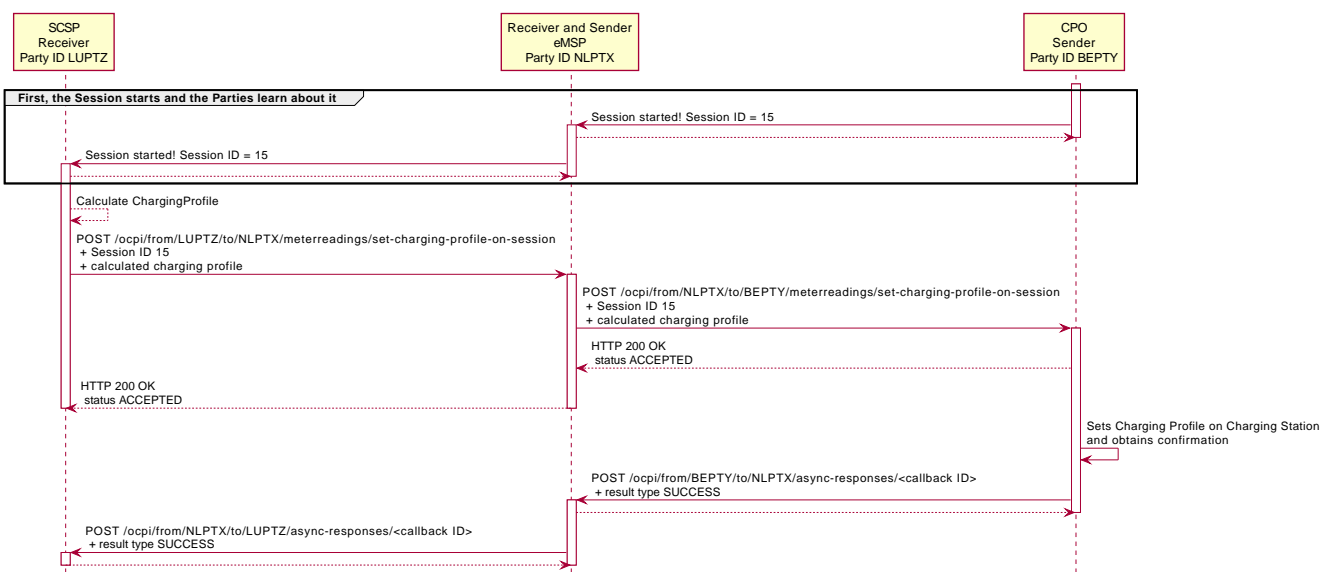 SCSP
Receiver
Party ID LUPTZ
Receiver and Sender
eMSP
Party ID NLPTX
CPO
Sender
Party ID BEPTY
First, the Session starts and the Parties learn about it
Session started! Session ID = 15
Session started! Session ID = 15
Calculate ChargingProfile
POST /ocpi/from/LUPTZ/to/NLPTX/meterreadings/set-charging-profile-on-session
+ Session ID 15
+ calculated charging profile
POST /ocpi/from/NLPTX/to/BEPTY/meterreadings/set-charging-profile-on-session
+ Session ID 15
+ calculated charging profile
HTTP 200 OK
status ACCEPTED
HTTP 200 OK
status ACCEPTED
Sets Charging Profile on Charging Station
and obtains confirmation
POST /ocpi/from/BEPTY/to/NLPTX/async-responses/<callback ID>
+ result type SUCCESS
POST /ocpi/from/NLPTX/to/LUPTZ/async-responses/<callback ID>
+ result type SUCCESS